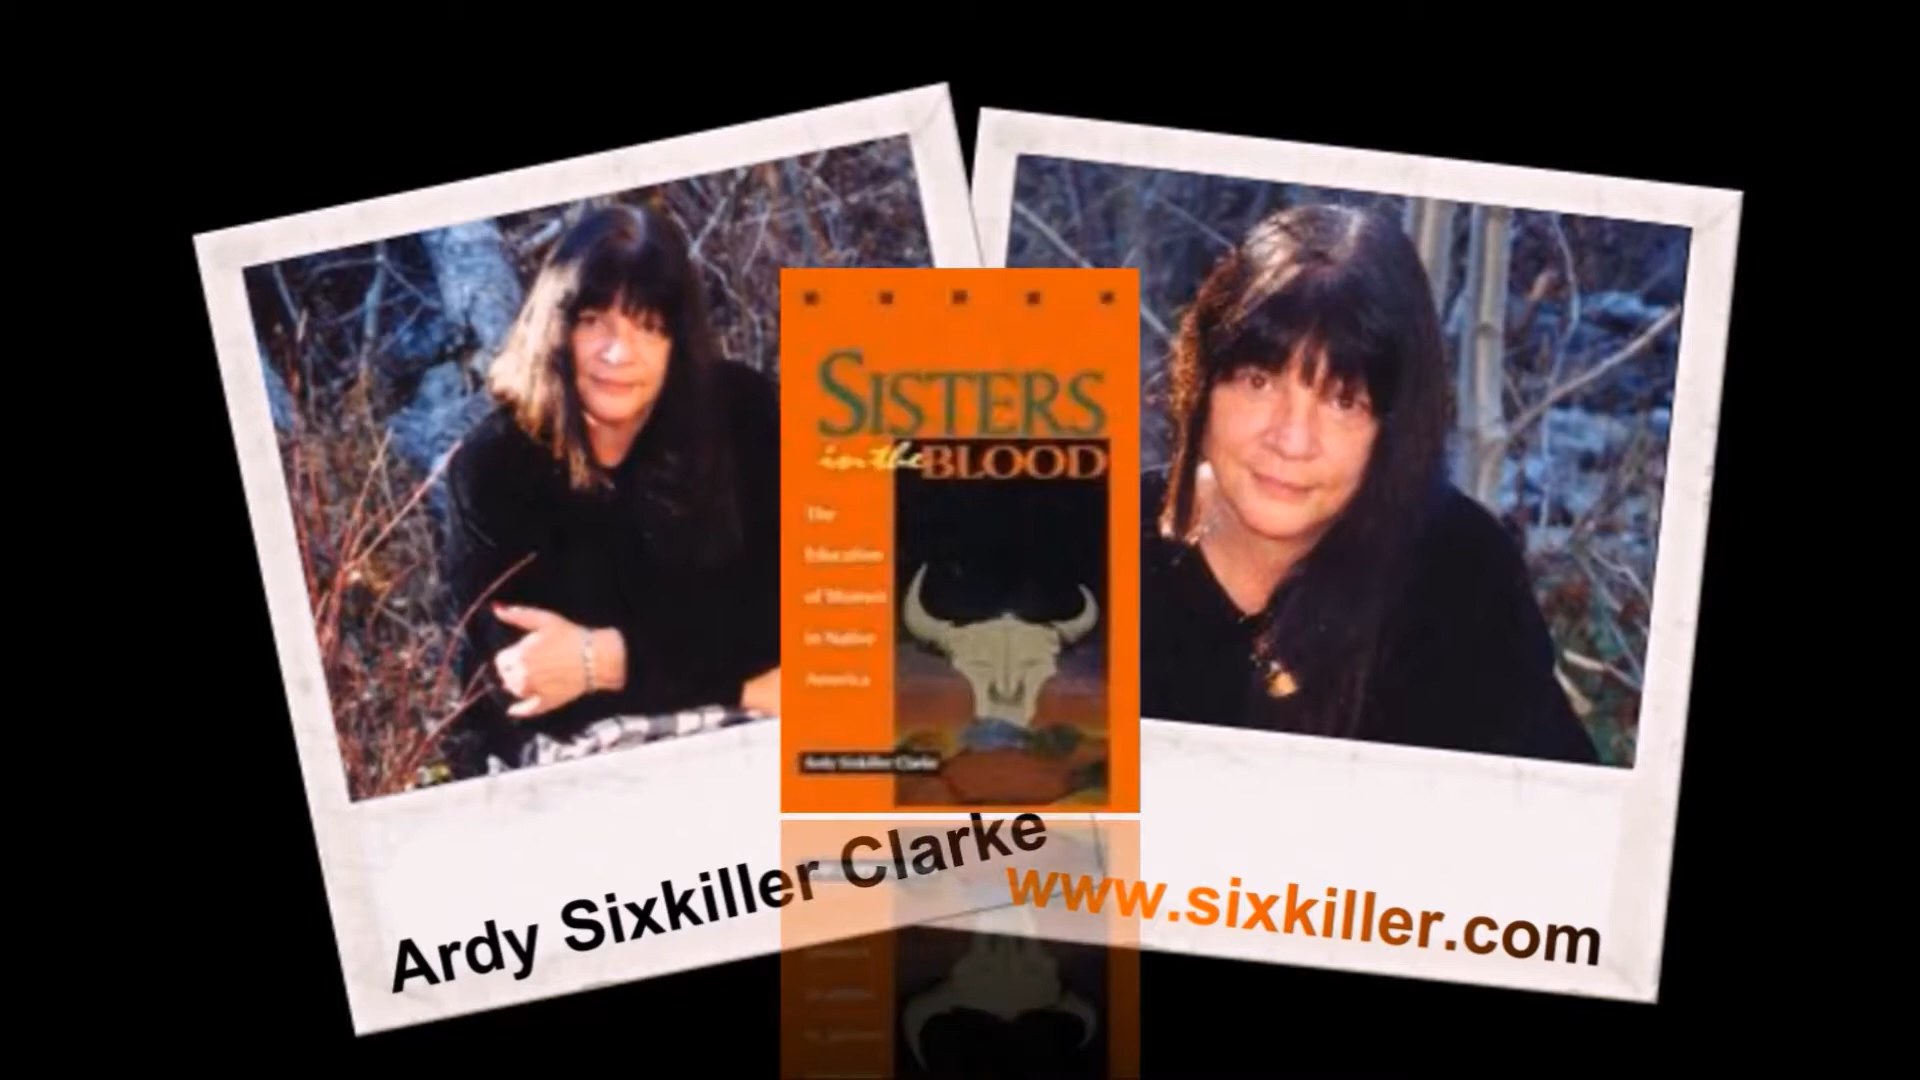 SISTERS
in the BLOOD
The
Education
of Women
in Native
America
Ardy Sixkiller Clarke
Ardy Sixkiller Clarke
www.sixkiller.com